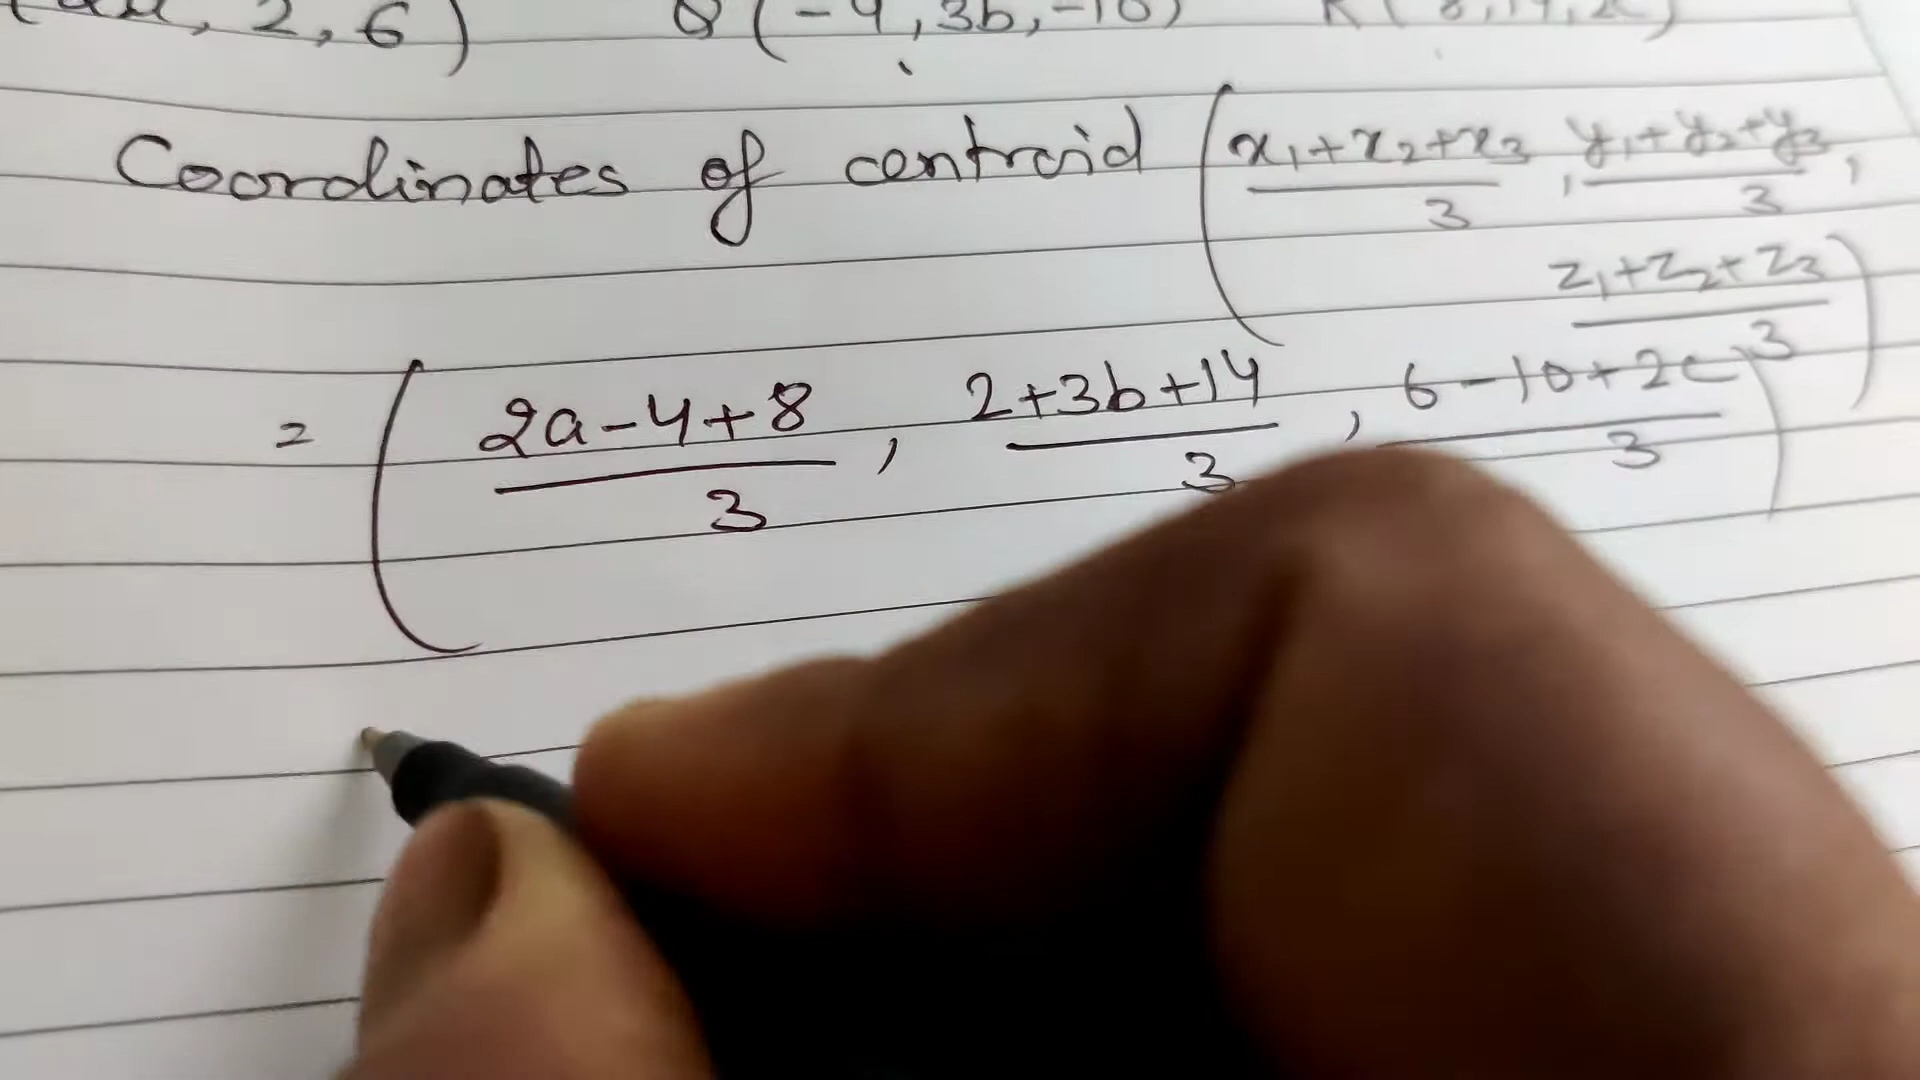 , 2, 6) Q(-4, 3b, -10) R(8, 14, 2c)
Coordinates of centroid (x₁+x₂+x₃/3, y₁+y₂+y₃/3,
z₁+z₂+z₃/3)
= (2a-4+8/3, 2+3b+14/3, 6-10+2c/3)